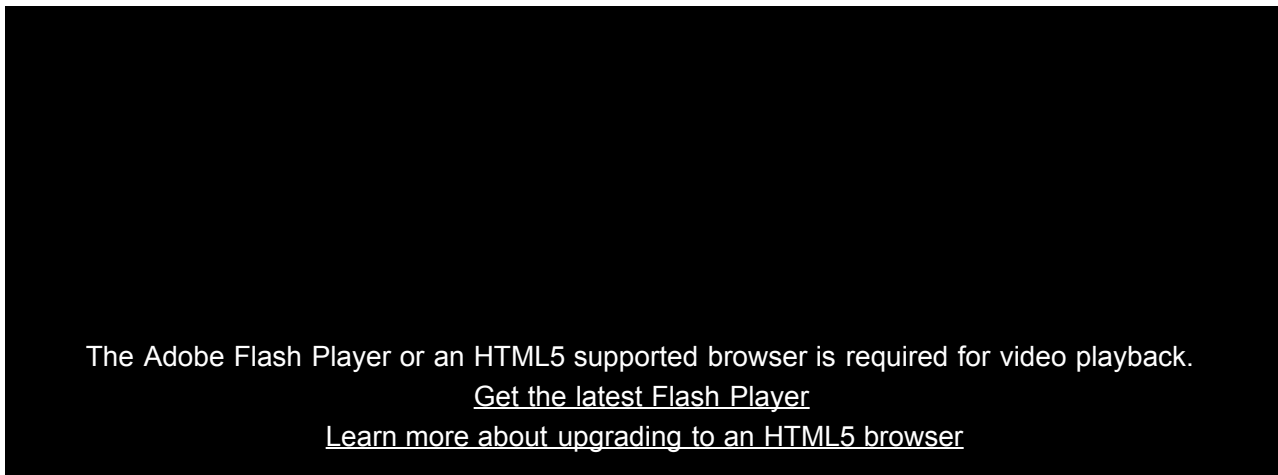 The Adobe Flash Player or an HTML5 supported browser is required for video playback.
Get the latest Flash Player
Learn more about upgrading to an HTML5 browser